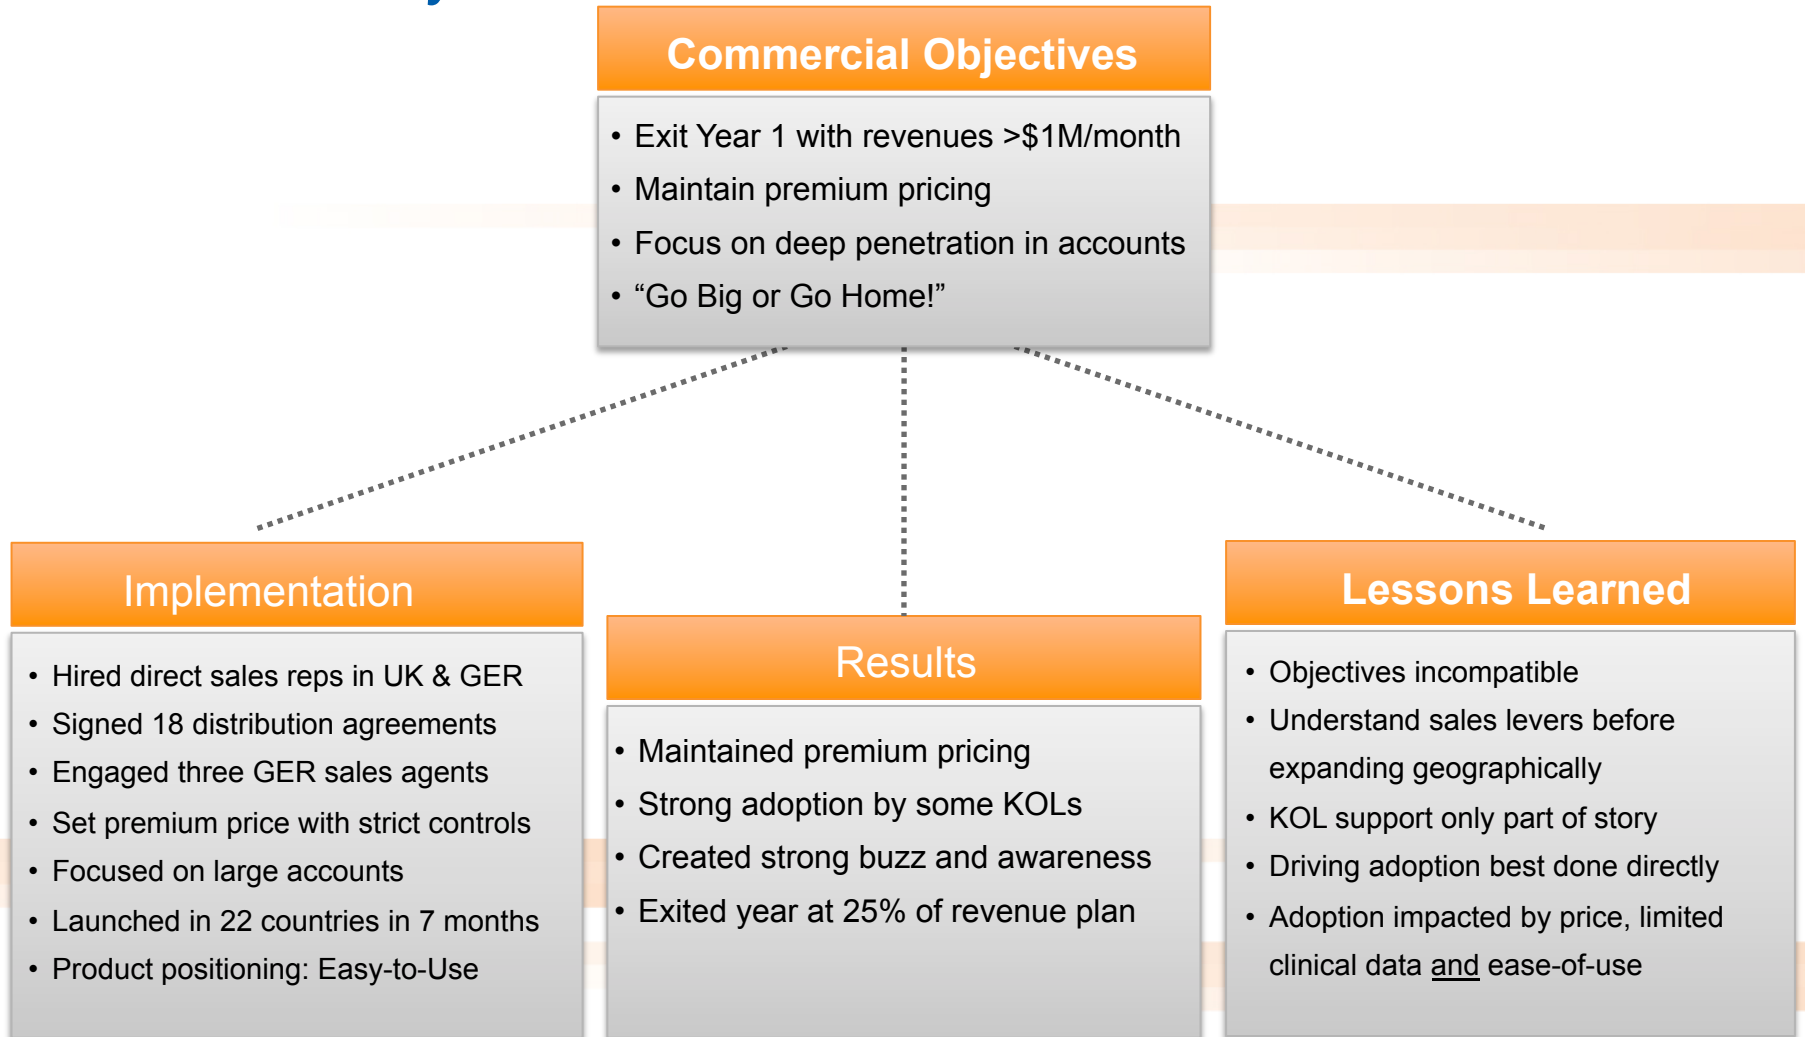 Commercial Objectives
• Exit Year 1 with revenues >$1M/month
• Maintain premium pricing
• Focus on deep penetration in accounts
• “Go Big or Go Home!”
Implementation
• Hired direct sales reps in UK & GER
• Signed 18 distribution agreements
• Engaged three GER sales agents
• Set premium price with strict controls
• Focused on large accounts
• Launched in 22 countries in 7 months
• Product positioning: Easy-to-Use
Results
• Maintained premium pricing
• Strong adoption by some KOLs
• Created strong buzz and awareness
• Exited year at 25% of revenue plan
Lessons Learned
• Objectives incompatible
• Understand sales levers before
expanding geographically
• KOL support only part of story
• Driving adoption best done directly
• Adoption impacted by price, limited
clinical data and ease-of-use